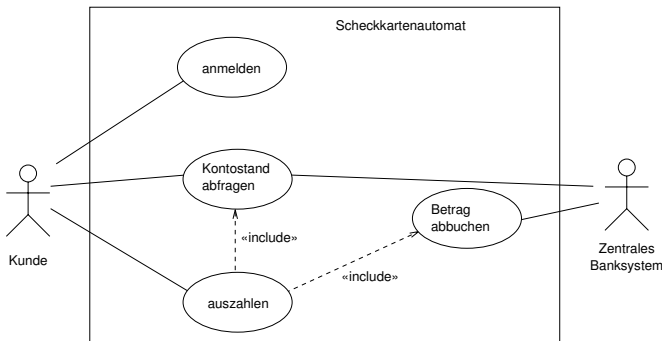 Scheckkartenautomat
anmelden
Kontostand
abfragen
Betrag
abbuchen
«include»
Kunde
Zentrales
Banksystem
«include»
auszahlen